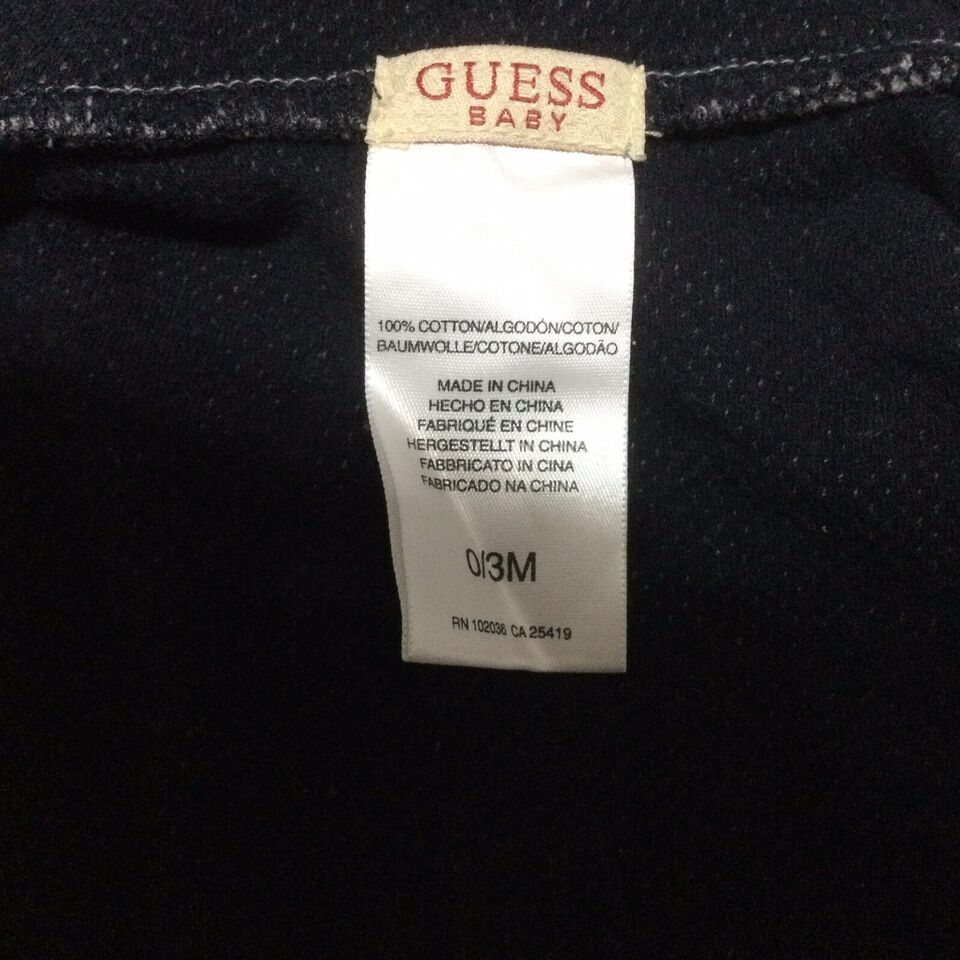 GUESS
BABY
100% COTTON/ALGODÓN/COTON/
BAUMWOLLE/COTONE/ALGODÃO
MADE IN CHINA
HECHO EN CHINA
FABRIQUÉ EN CHINE
HERGESTELLT IN CHINA
FABBRICATO IN CINA
FABRICADO NA CHINA
0/3M
RN 102036 CA 25419